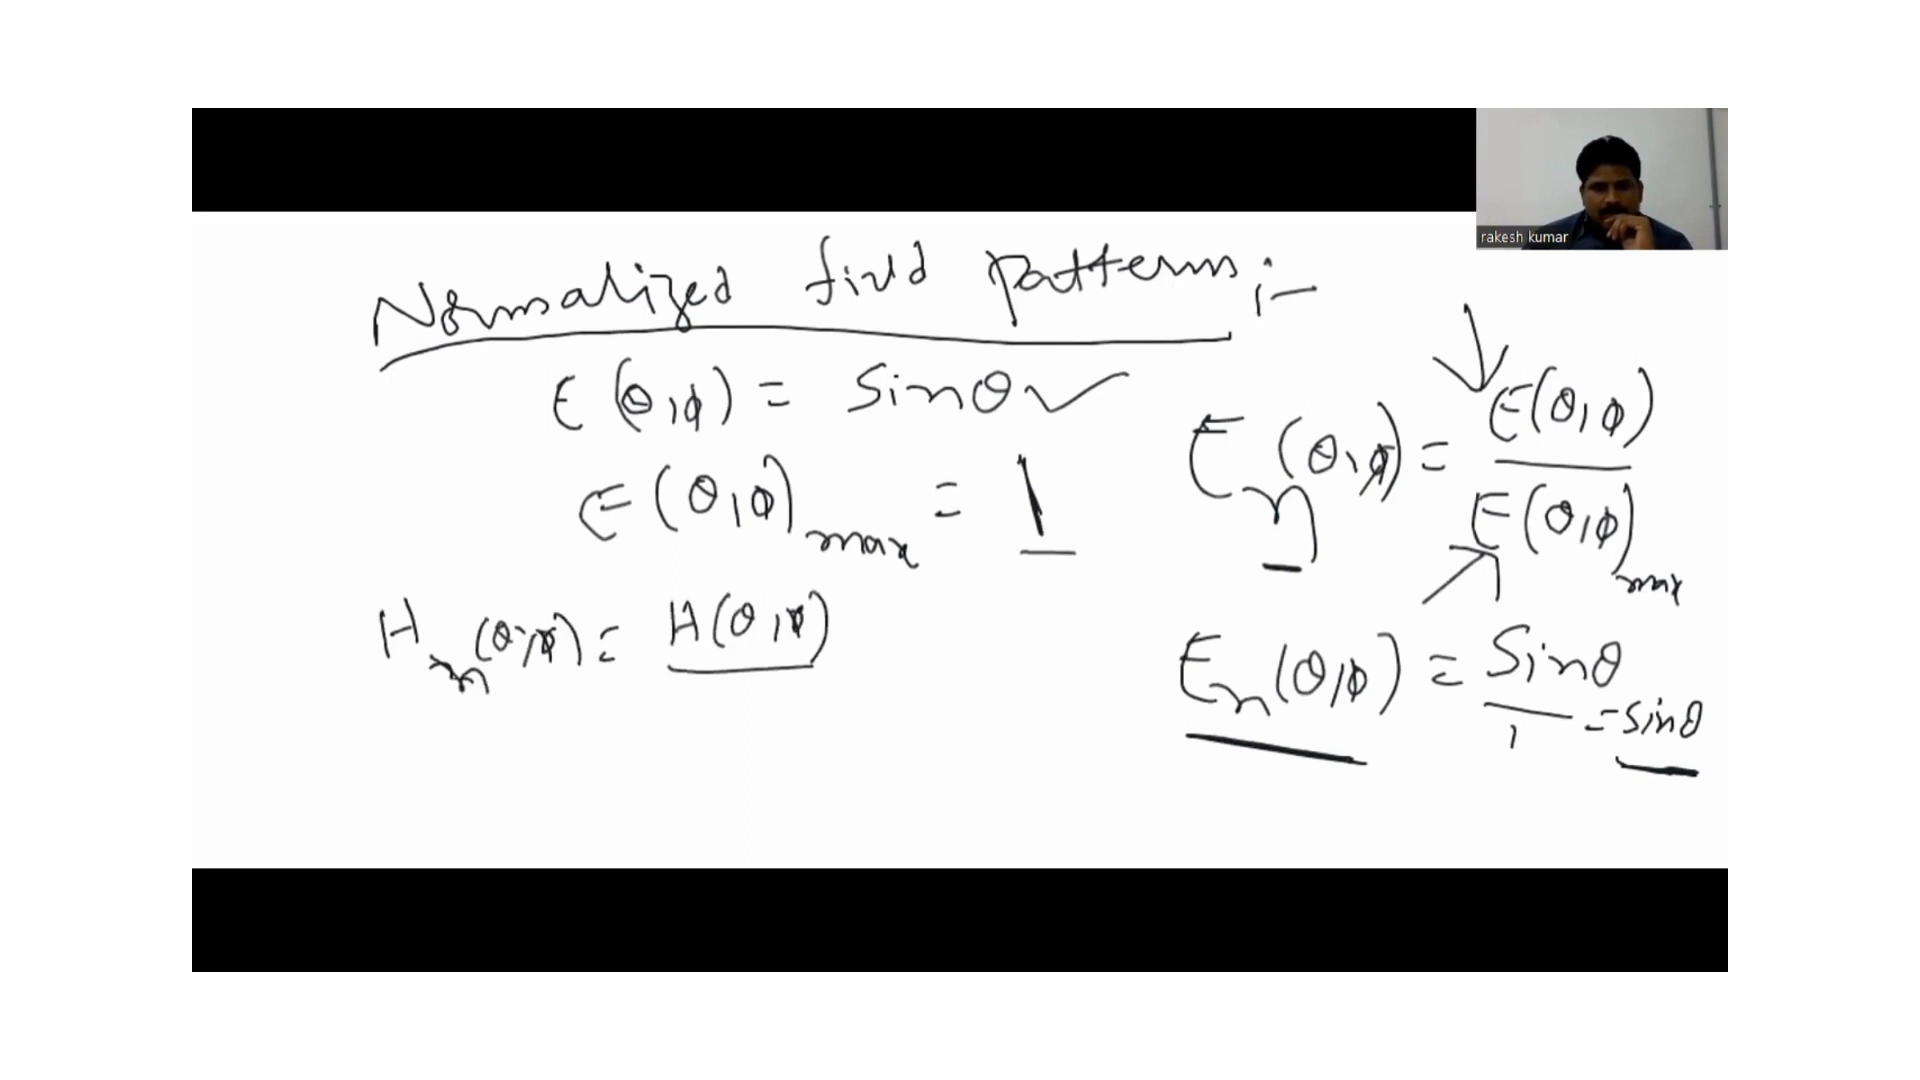 rakesh kumar
Normalized field patterns :-
E(θ,φ) = Sinθ ✓
E(θ,φ)max = 1
Hn(θ,φ) = H(θ,φ)
En(θ,φ) = E(θ,φ)
E(θ,φ)max
En(θ,φ) = Sinθ
1
= sinθ